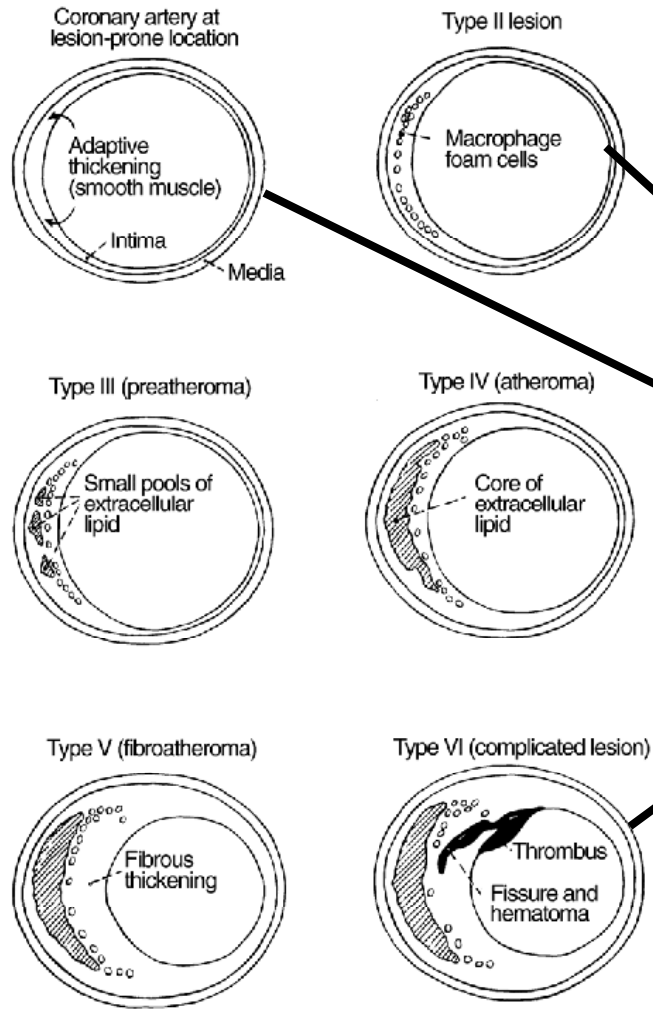 Coronary artery at
lesion-prone location
Adaptive
thickening
(smooth muscle)
Intima
Media
Type II lesion
Macrophage
foam cells
Type III (preatheroma)
Small pools of
extracellular
lipid
Type IV (atheroma)
Core of
extracellular
lipid
Type V (fibroatheroma)
Fibrous
thickening
Type VI (complicated lesion)
Thrombus
Fissure and
hematoma